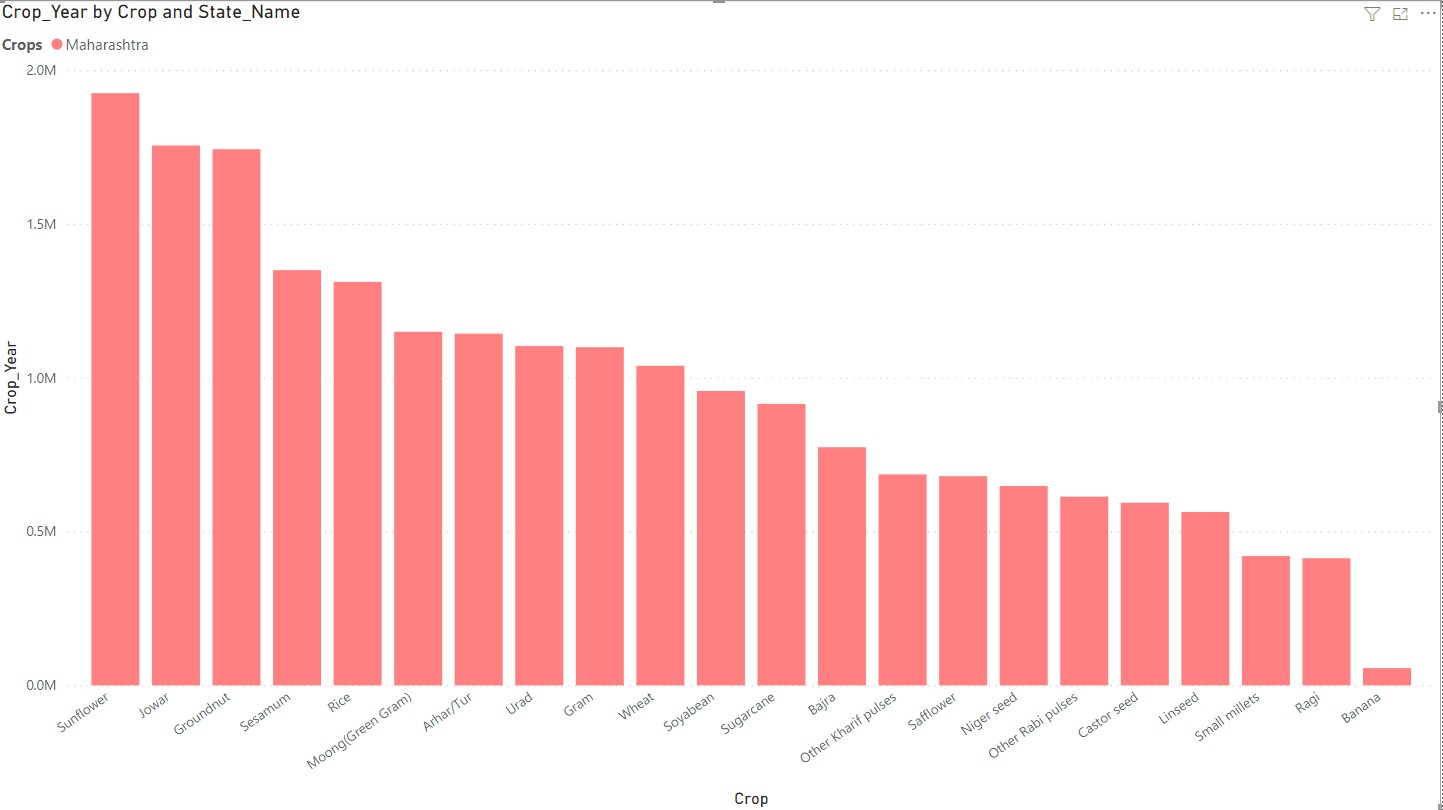 Crop_Year by Crop and State_Name
Crops Maharashtra
2.0M
1.5M
1.0M
0.5M
0.0M
Crop_Year
Sunflower
Jowar
Groundnut
Sesamum
Rice
Moong(Green Gram)
Arhar/Tur
Urad
Gram
Wheat
Soyabean
Sugarcane
Bajra
Other Kharif pulses
Safflower
Niger seed
Other Rabi pulses
Castor seed
Linseed
Small millets
Ragi
Banana
Crop